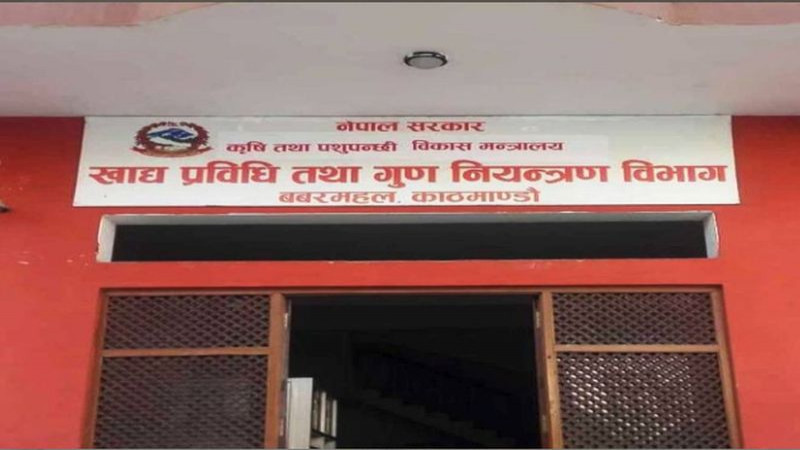 नेपाल सरकार
कृषि तथा पशुपन्छी विकास मन्त्रालय
खाद्य प्रविधि तथा गुण नियन्त्रण विभाग
बबरमहल, काठमाण्डौ